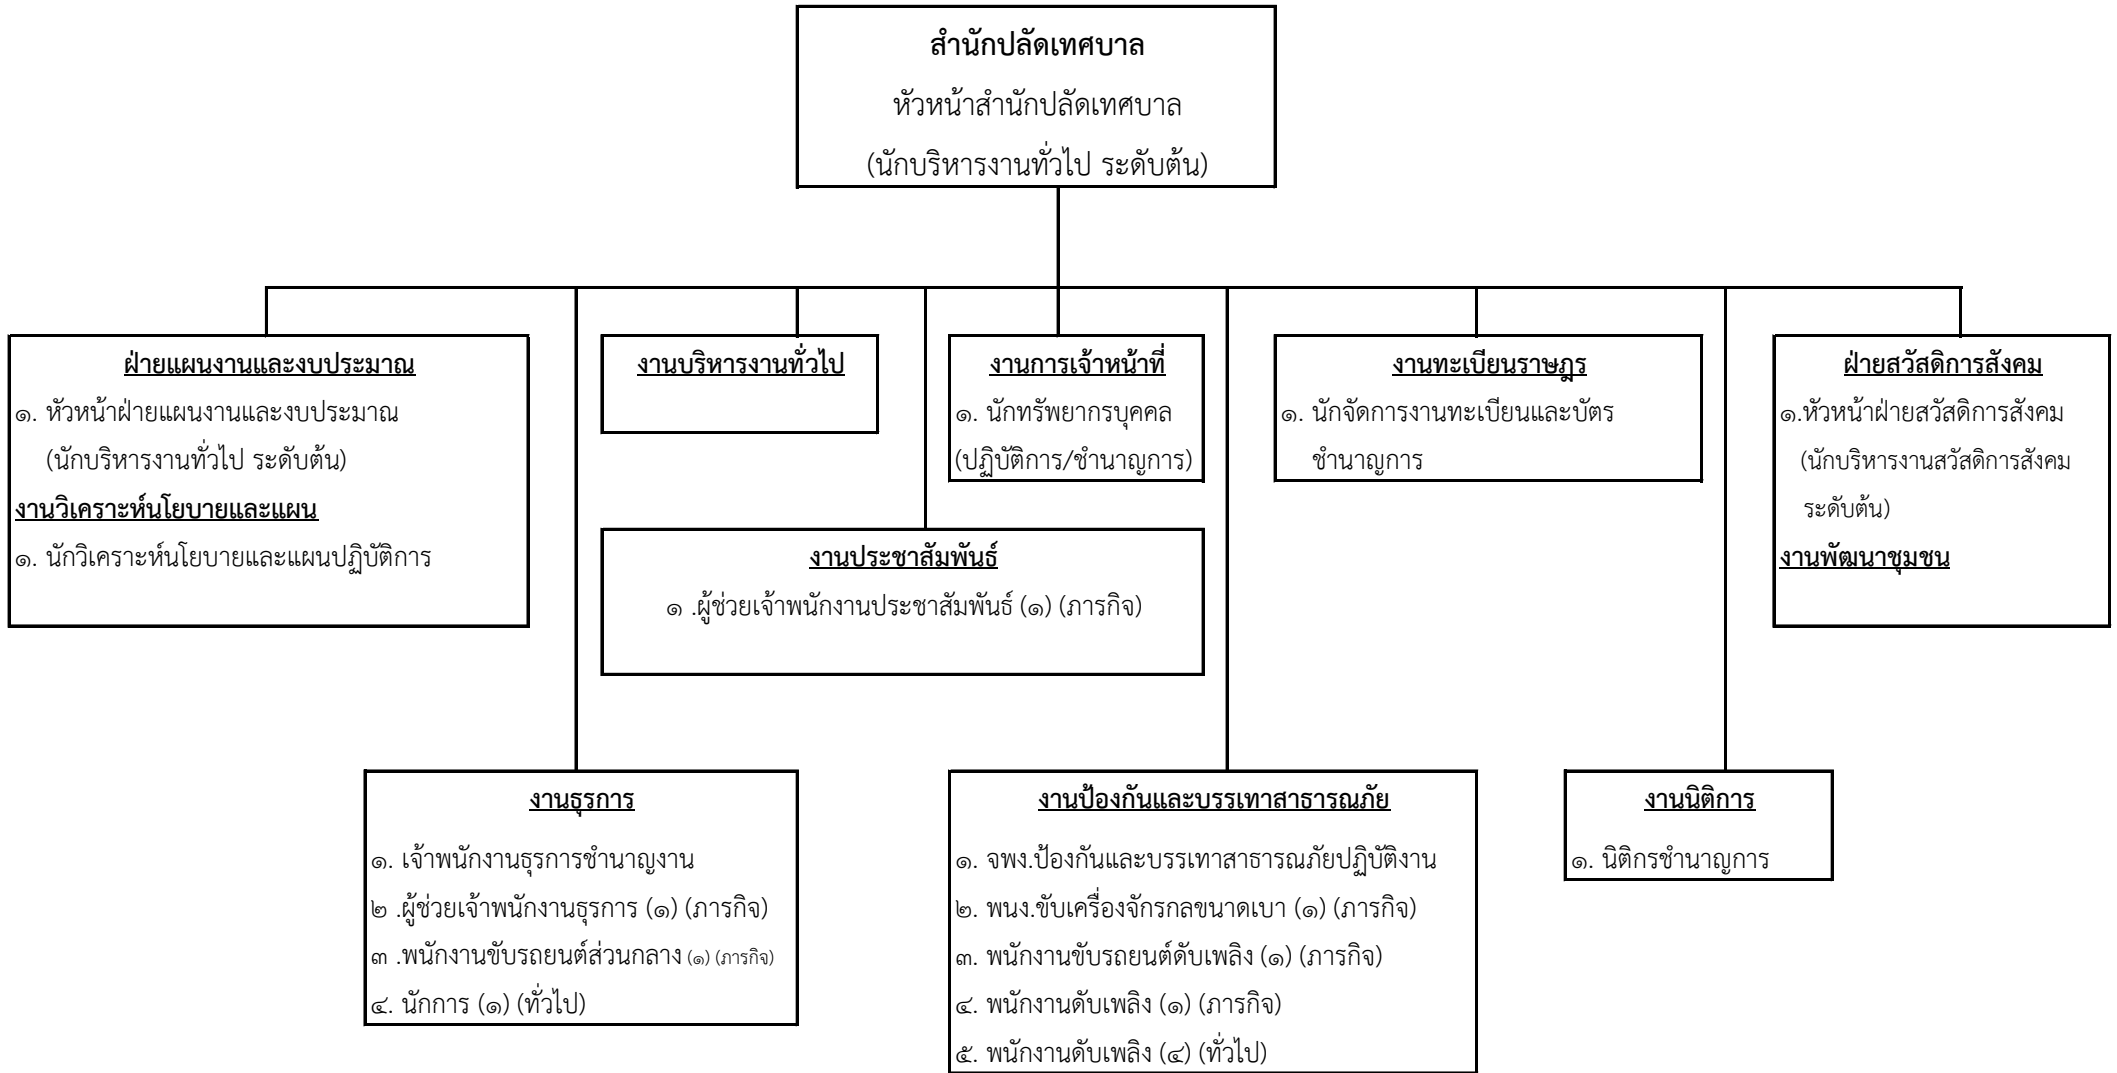 สำนักปลัดเทศบาล
หัวหน้าสำนักปลัดเทศบาล
(นักบริหารงานทั่วไป ระดับต้น)
ฝ่ายแผนงานและงบประมาณ
๑. หัวหน้าฝ่ายแผนงานและงบประมาณ
(นักบริหารงานทั่วไป ระดับต้น)
งานวิเคราะห์นโยบายและแผน
๑. นักวิเคราะห์นโยบายและแผนปฏิบัติการ
งานบริหารงานทั่วไป
งานการเจ้าหน้าที่
๑. นักทรัพยากรบุคคล
(ปฏิบัติการ/ชำนาญการ)
งานทะเบียนราษฎร
๑. นักจัดการงานทะเบียนและบัตร
ชำนาญการ
ฝ่ายสวัสดิการสังคม
๑.หัวหน้าฝ่ายสวัสดิการสังคม
(นักบริหารงานสวัสดิการสังคม
ระดับต้น)
งานพัฒนาชุมชน
งานประชาสัมพันธ์
๑ .ผู้ช่วยเจ้าพนักงานประชาสัมพันธ์ (๑) (ภารกิจ)
งานธุรการ
๑. เจ้าพนักงานธุรการชำนาญงาน
๒ .ผู้ช่วยเจ้าพนักงานธุรการ (๑) (ภารกิจ)
๓ .พนักงานขับรถยนต์ส่วนกลาง (๑) (ภารกิจ)
๔. นักการ (๑) (ทั่วไป)
งานป้องกันและบรรเทาสาธารณภัย
๑. จพง.ป้องกันและบรรเทาสาธารณภัยปฏิบัติงาน
๒. พนง.ขับเครื่องจักรกลขนาดเบา (๑) (ภารกิจ)
๓. พนักงานขับรถยนต์ดับเพลิง (๑) (ภารกิจ)
๔. พนักงานดับเพลิง (๑) (ภารกิจ)
๕. พนักงานดับเพลิง (๔) (ทั่วไป)
งานนิติการ
๑. นิติกรชำนาญการ